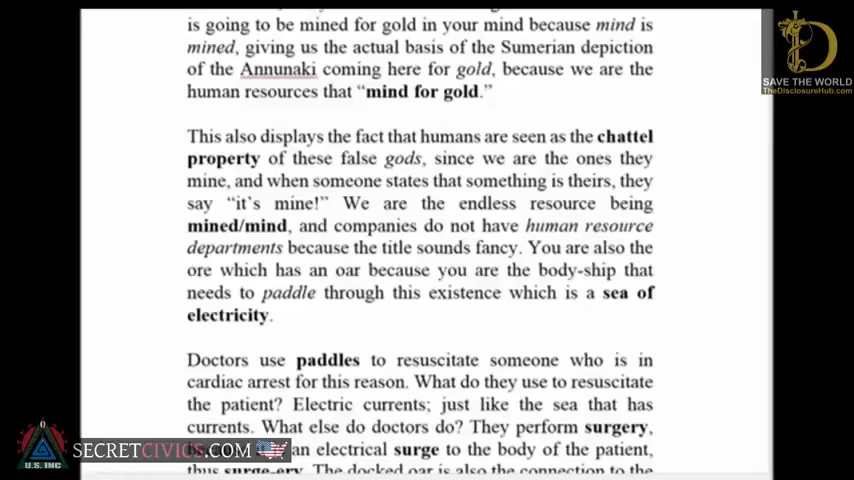 is going to be mined for gold in your mind because mind is
mined, giving us the actual basis of the Sumerian depiction
of the Annunaki coming here for gold, because we are the
human resources that “mind for gold.”
This also displays the fact that humans are seen as the chattel
property of these false gods, since we are the ones they
mine, and when someone states that something is theirs, they
say “it’s mine!” We are the endless resource being
mined/mind, and companies do not have human resource
departments because the title sounds fancy. You are also the
ore which has an oar because you are the body-ship that
needs to paddle through this existence which is a sea of
electricity.
Doctors use paddles to resuscitate someone who is in
cardiac arrest for this reason. What do they use to resuscitate
the patient? Electric currents; just like the sea that has
currents. What else do doctors do? They perform surgery,
an electrical surge to the body of the patient,
thus surge-ery. The docked oar is also the connection to the
D
SAVE THE WORLD
TheDisclosureHub.com
U.S. INC
SECRETCIVICS.COM